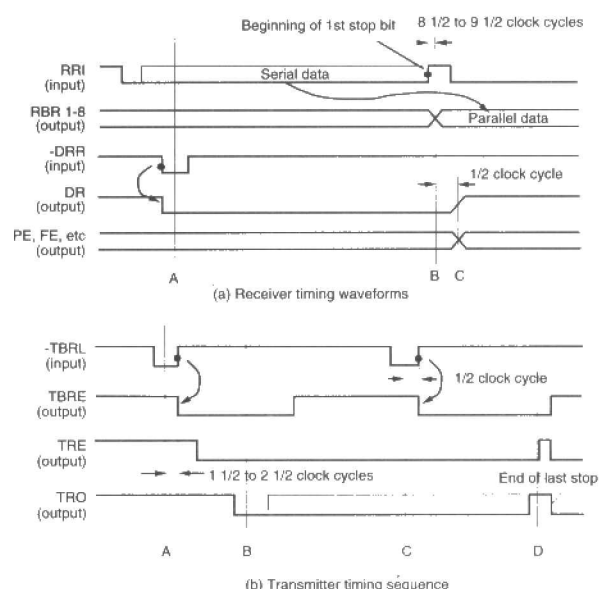 Beginning of 1st stop bit
8 1/2 to 9 1/2 clock cycles
RRI
(input)
Serial data
RBR 1-8
(output)
Parallel data
-DRR
(input)
DR
(output)
1/2 clock cycle
PE, FE, etc
(output)
A
B
C
(a) Receiver timing waveforms
-TBRL
(input)
TBRE
(output)
1/2 clock cycle
TRE
(output)
1 1/2 to 2 1/2 clock cycles
End of last stop
TRO
(output)
A
B
C
D
(b) Transmitter timing sequence